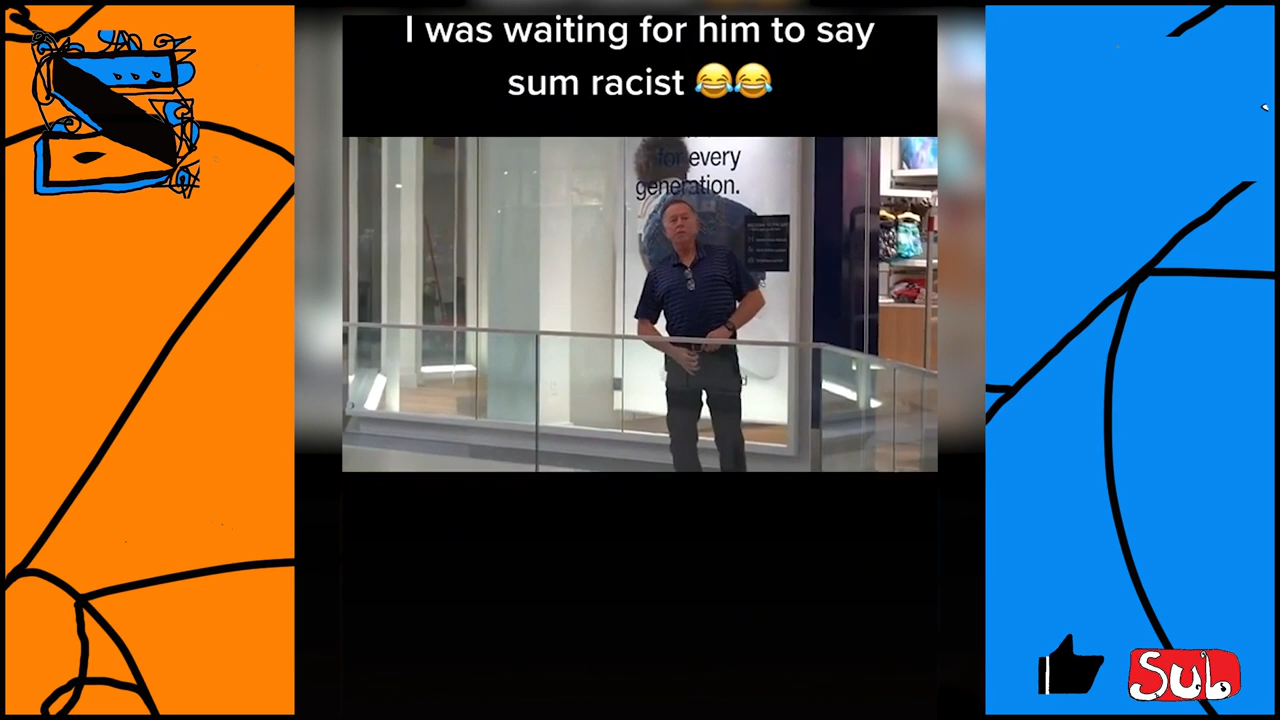 I was waiting for him to say
sum racist 😂😂
for every
generation.
Sub